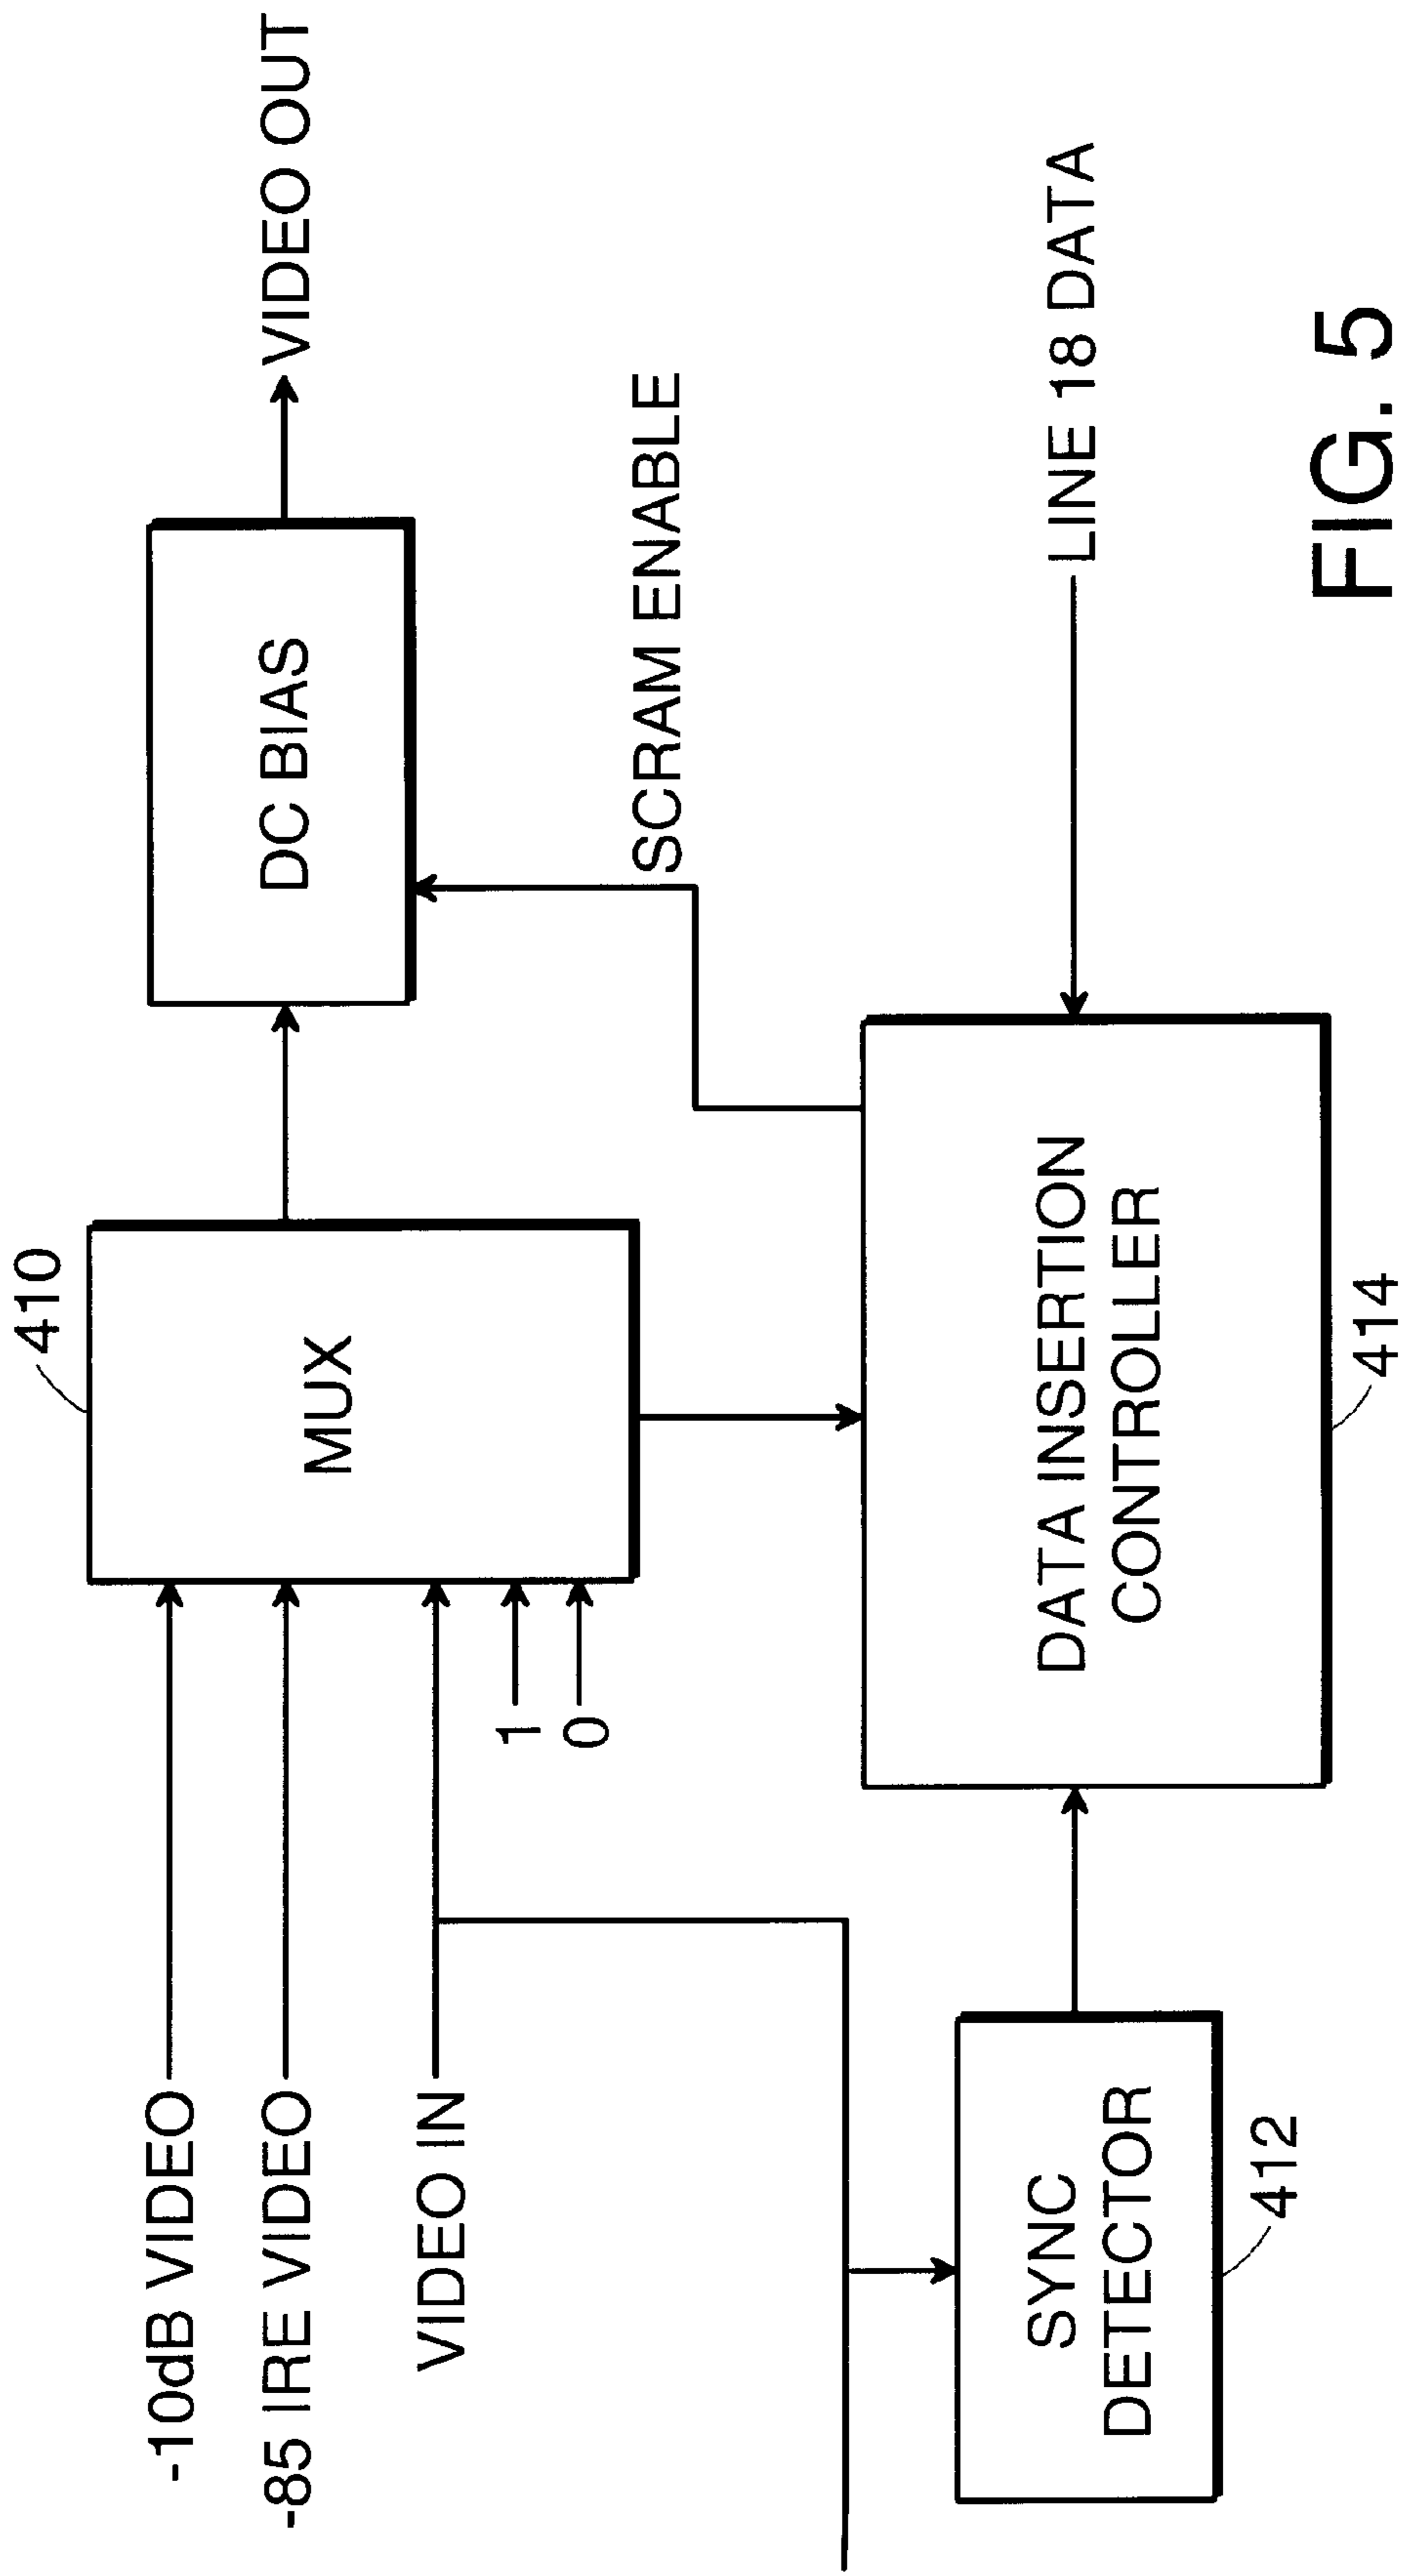 410
-10dB VIDEO
-85 IRE VIDEO
VIDEO IN
1
0
MUX
DC BIAS
VIDEO OUT
SCRAM ENABLE
SYNC
DETECTOR
412
DATA INSERTION
CONTROLLER
414
LINE 18 DATA
FIG. 5